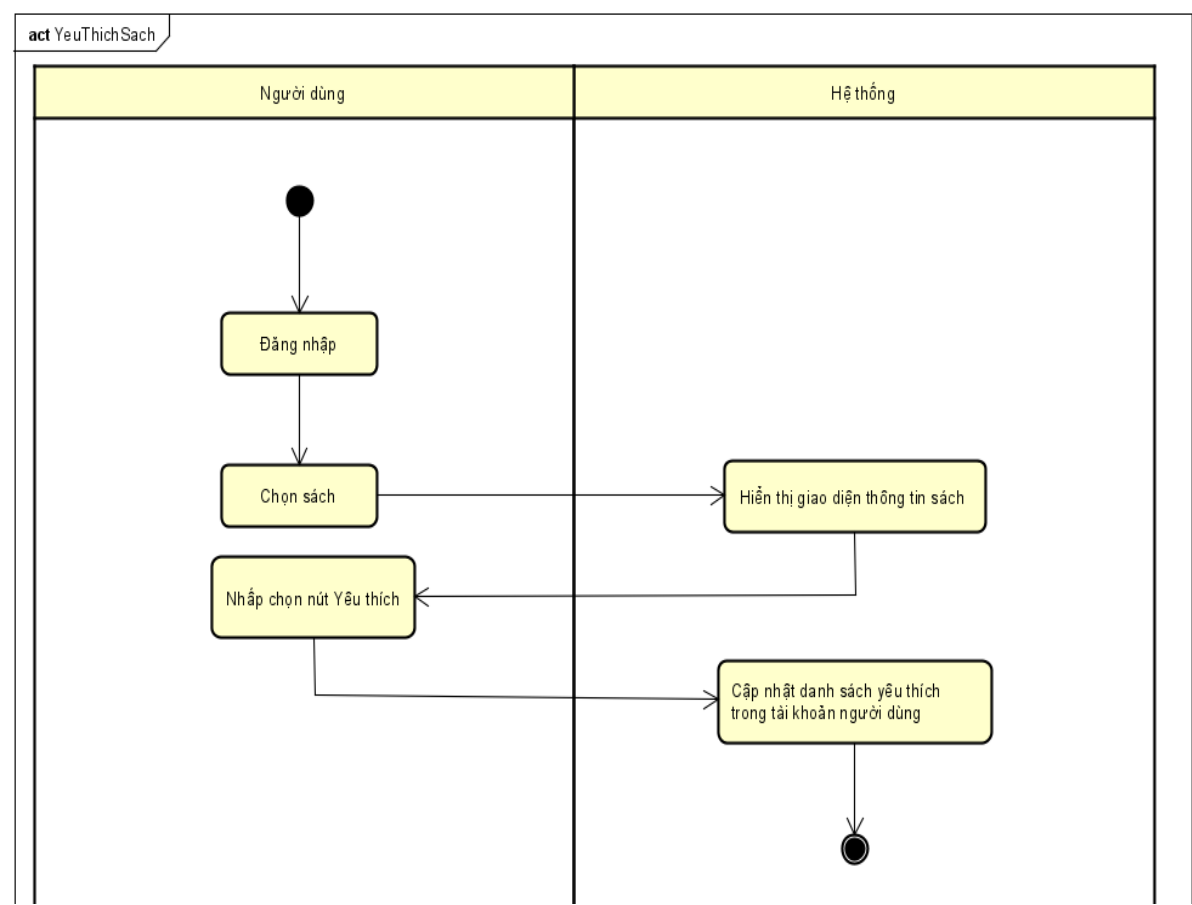 act YeuThichSach
Người dùng
Hệ thống
Đăng nhập
Chọn sách
Hiển thị giao diện thông tin sách
Nhấp chọn nút Yêu thích
Cập nhật danh sách yêu thích
trong tài khoản người dùng